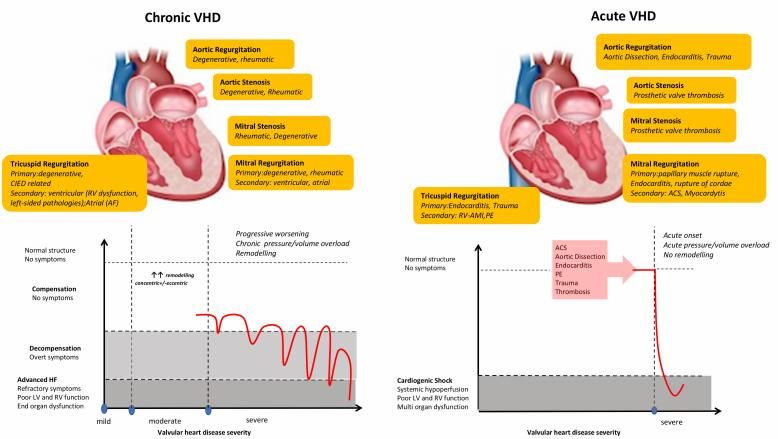 Chronic VHD
Aortic Regurgitation
Degenerative, rheumatic
Aortic Stenosis
Degenerative, Rheumatic
Mitral Stenosis
Rheumatic, Degenerative
Mitral Regurgitation
Primary:degenerative, rheumatic
Secondary: ventricular, atrial
Tricuspid Regurgitation
Primary:degenerative,
CIED related
Secondary: ventricular (RV dysfunction,
left-sided pathologies);Atrial (AF)
Progressive worsening
Chronic pressure/volume overload
Remodelling
Normal structure
No symptoms
↑↑ remodelling
concentric+/-eccentric
Compensation
No symptoms
Decompensation
Overt symptoms
Advanced HF
Refractory symptoms
Poor LV and RV function
End organ dysfunction
mild
moderate
severe
Valvular heart disease severity
Acute VHD
Aortic Regurgitation
Aortic Dissection, Endocarditis, Trauma
Aortic Stenosis
Prosthetic valve thrombosis
Mitral Stenosis
Prosthetic valve thrombosis
Mitral Regurgitation
Primary:papillary muscle rupture,
Endocarditis, rupture of cordae
Secondary: ACS, Myocardytis
Tricuspid Regurgitation
Primary:Endocarditis, Trauma
Secondary: RV-AMI,PE
Acute onset
Acute pressure/volume overload
No remodelling
Normal structure
No symptoms
ACS
Aortic Dissection
Endocarditis
PE
Trauma
Thrombosis
Cardiogenic Shock
Systemic hypoperfusion
Poor LV and RV function
Multi organ dysfunction
severe
Valvular heart disease severity